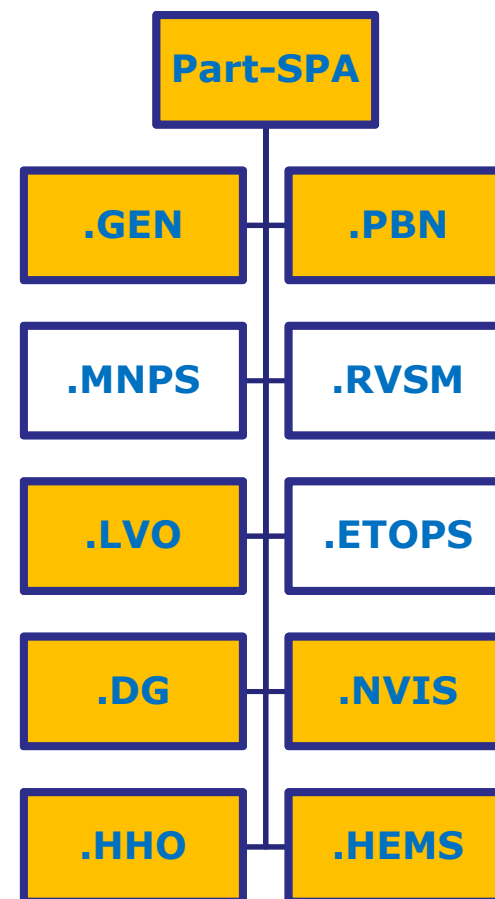 Part-SPA
.GEN
.PBN
.MNPS
.RVSM
.LVO
.ETOPS
.DG
.NVIS
.HHO
.HEMS